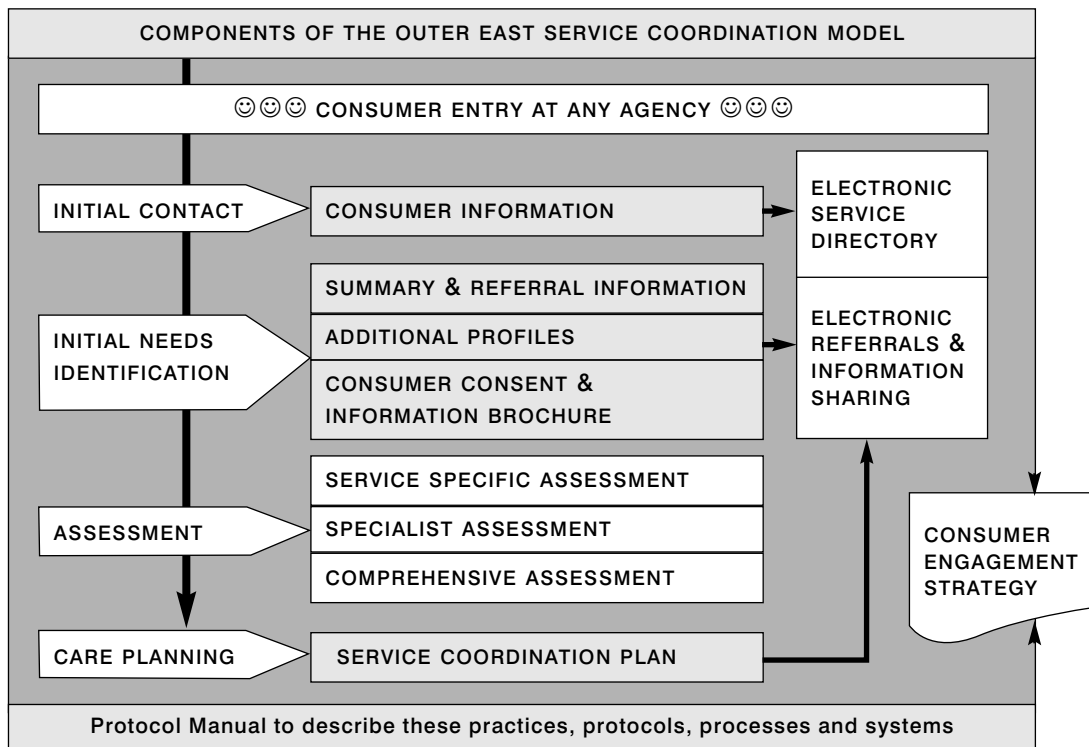 COMPONENTS OF THE OUTER EAST SERVICE COORDINATION MODEL
☺☺☺ CONSUMER ENTRY AT ANY AGENCY ☺☺☺
INITIAL CONTACT
CONSUMER INFORMATION
ELECTRONIC
SERVICE
DIRECTORY
INITIAL NEEDS
IDENTIFICATION
SUMMARY & REFERRAL INFORMATION
ADDITIONAL PROFILES
CONSUMER CONSENT &
INFORMATION BROCHURE
ELECTRONIC
REFERRALS &
INFORMATION
SHARING
ASSESSMENT
SERVICE SPECIFIC ASSESSMENT
SPECIALIST ASSESSMENT
COMPREHENSIVE ASSESSMENT
CONSUMER
ENGAGEMENT
STRATEGY
CARE PLANNING
SERVICE COORDINATION PLAN
Protocol Manual to describe these practices, protocols, processes and systems